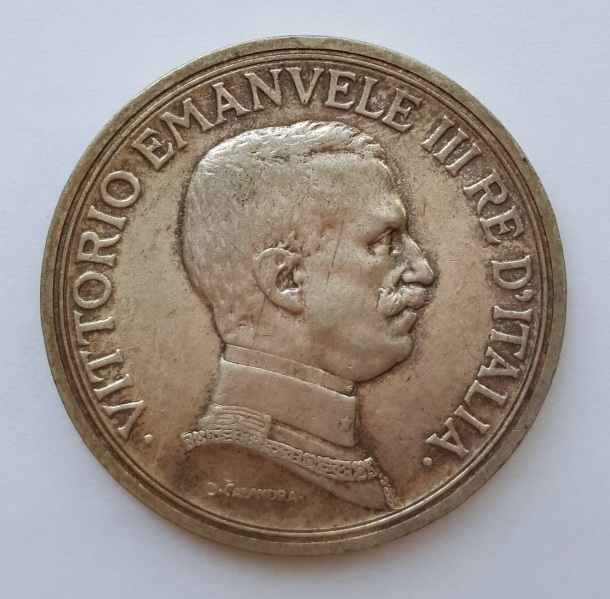 · VITTORIO EMANVELE III RE D'ITALIA ·
D. CALANDRA